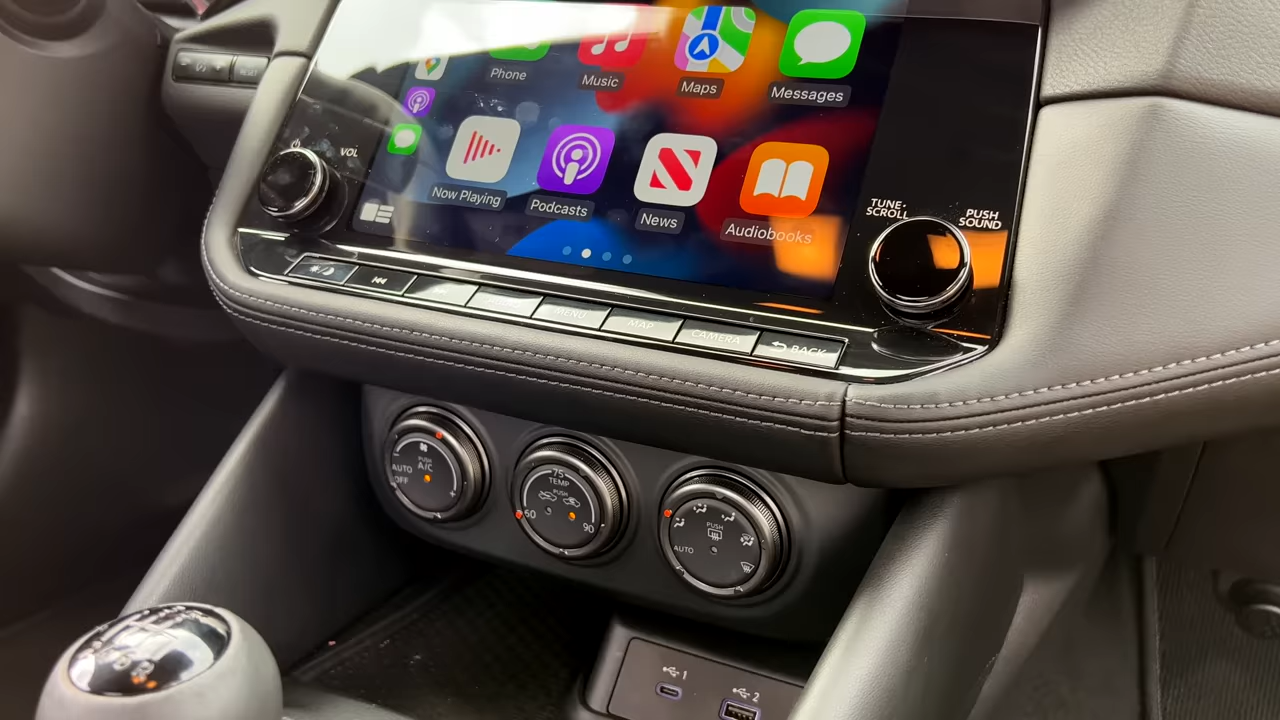 RESET
Phone
Music
Maps
Messages
VOL
Now Playing
Podcasts
News
Audiobooks
TUNE-
SCROLL
PUSH
SOUND
MENU
MAP
CAMERA
BACK
PUSH
A/C
AUTO
OFF
75
TEMP
PUSH
60
90
PUSH
AUTO
1
2